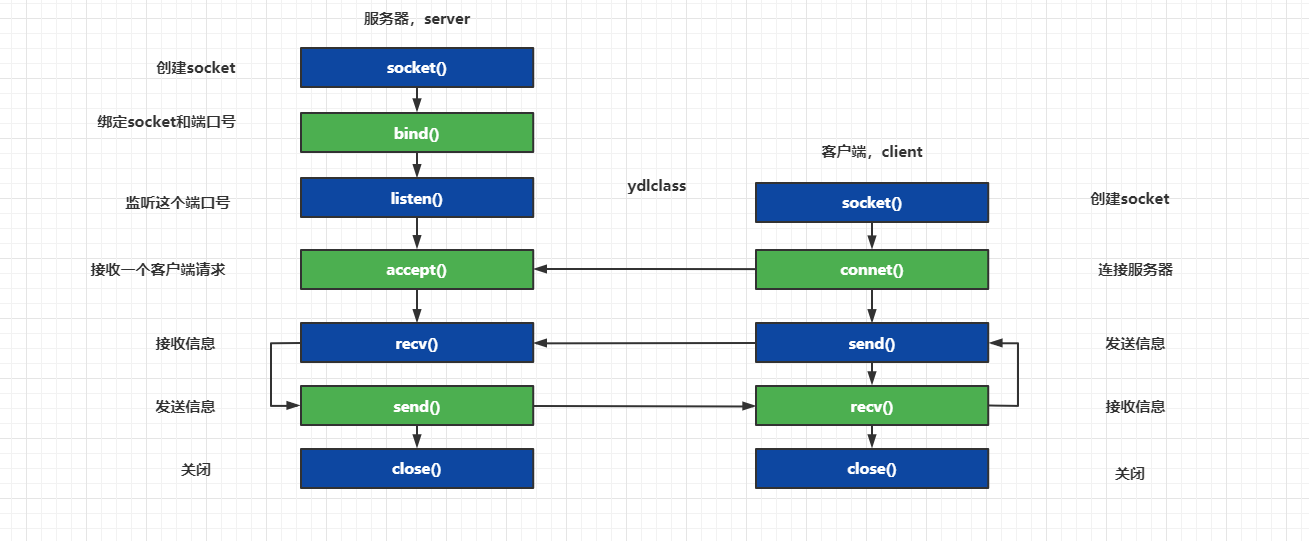 服务器，server
创建socket
socket()
绑定socket和端口号
bind()
客户端，client
监听这个端口号
listen()
ydlclass
socket()
创建socket
接收一个客户端请求
accept()
connet()
连接服务器
接收信息
recv()
send()
发送信息
发送信息
send()
recv()
接收信息
关闭
close()
close()
关闭